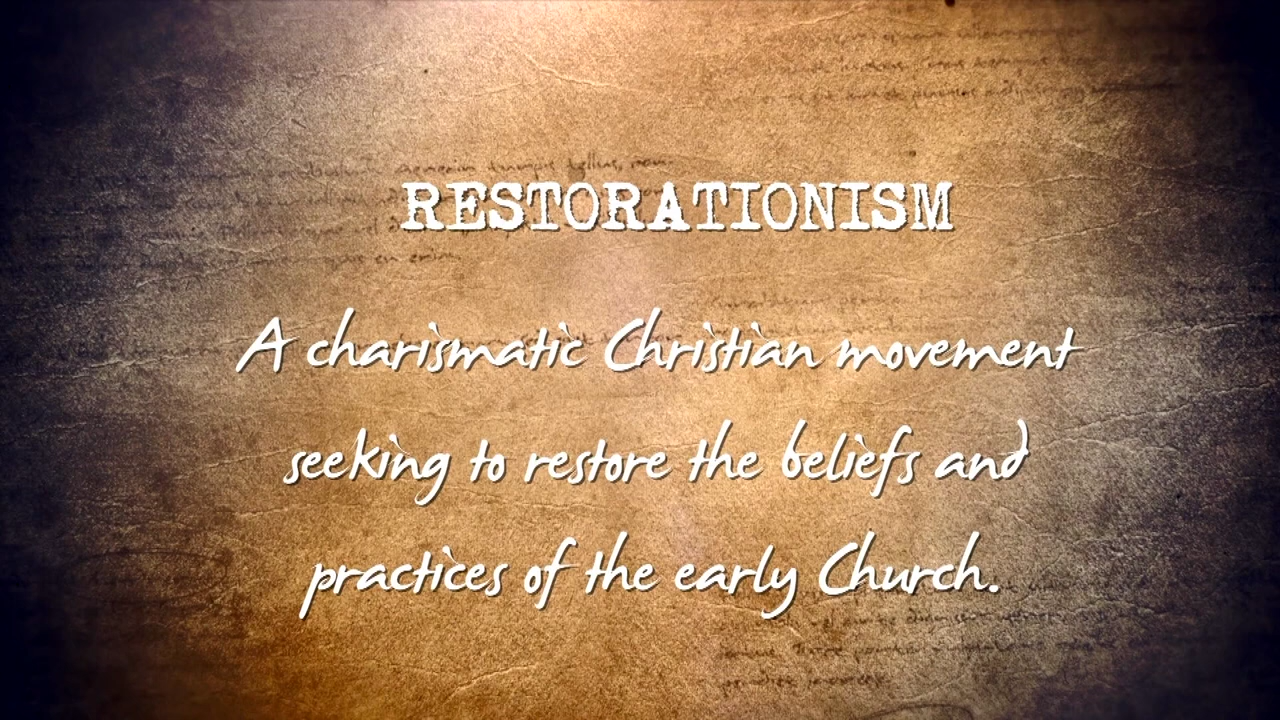 RESTORATIONISM
A charismatic Christian movement
seeking to restore the beliefs and
practices of the early Church.